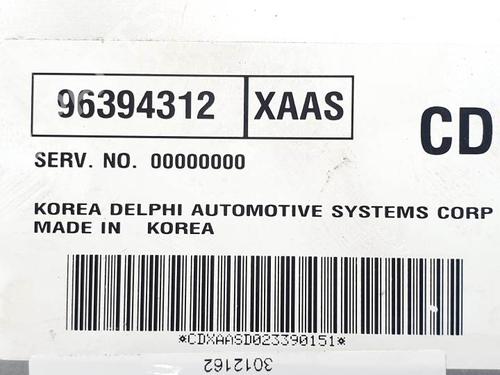 96394312 XAAS CD
SERV. NO. 00000000
KOREA DELPHI AUTOMOTIVE SYSTEMS CORP
MADE IN KOREA
*CDXAASD023390151*
3012162